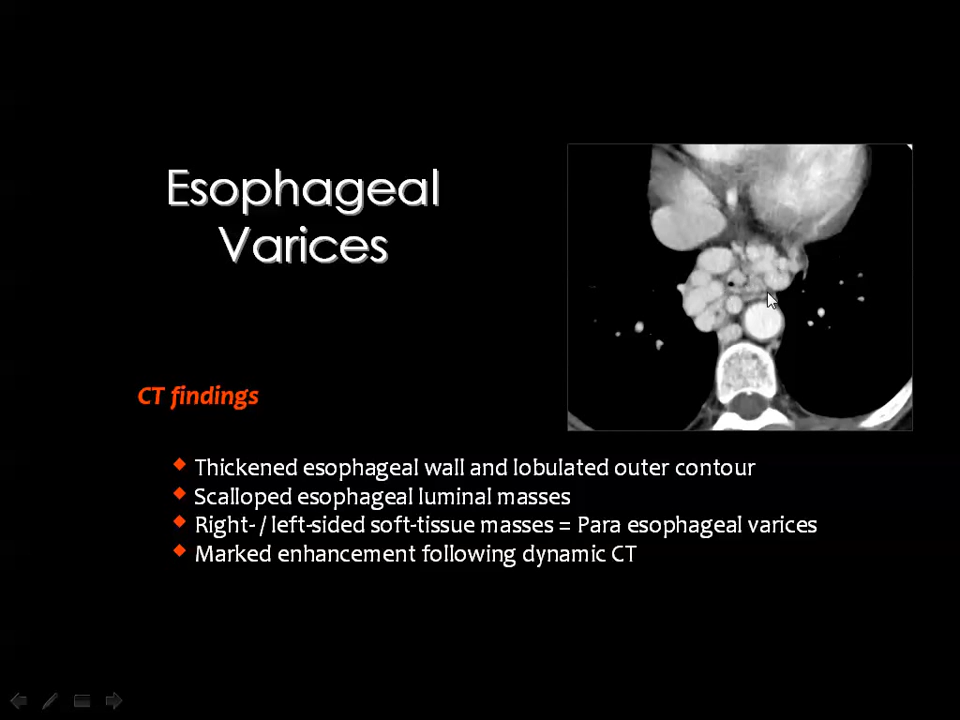 Esophageal
Varices
CT findings
Thickened esophageal wall and lobulated outer contour
Scalloped esophageal luminal masses
Right- / left-sided soft-tissue masses = Para esophageal varices
Marked enhancement following dynamic CT